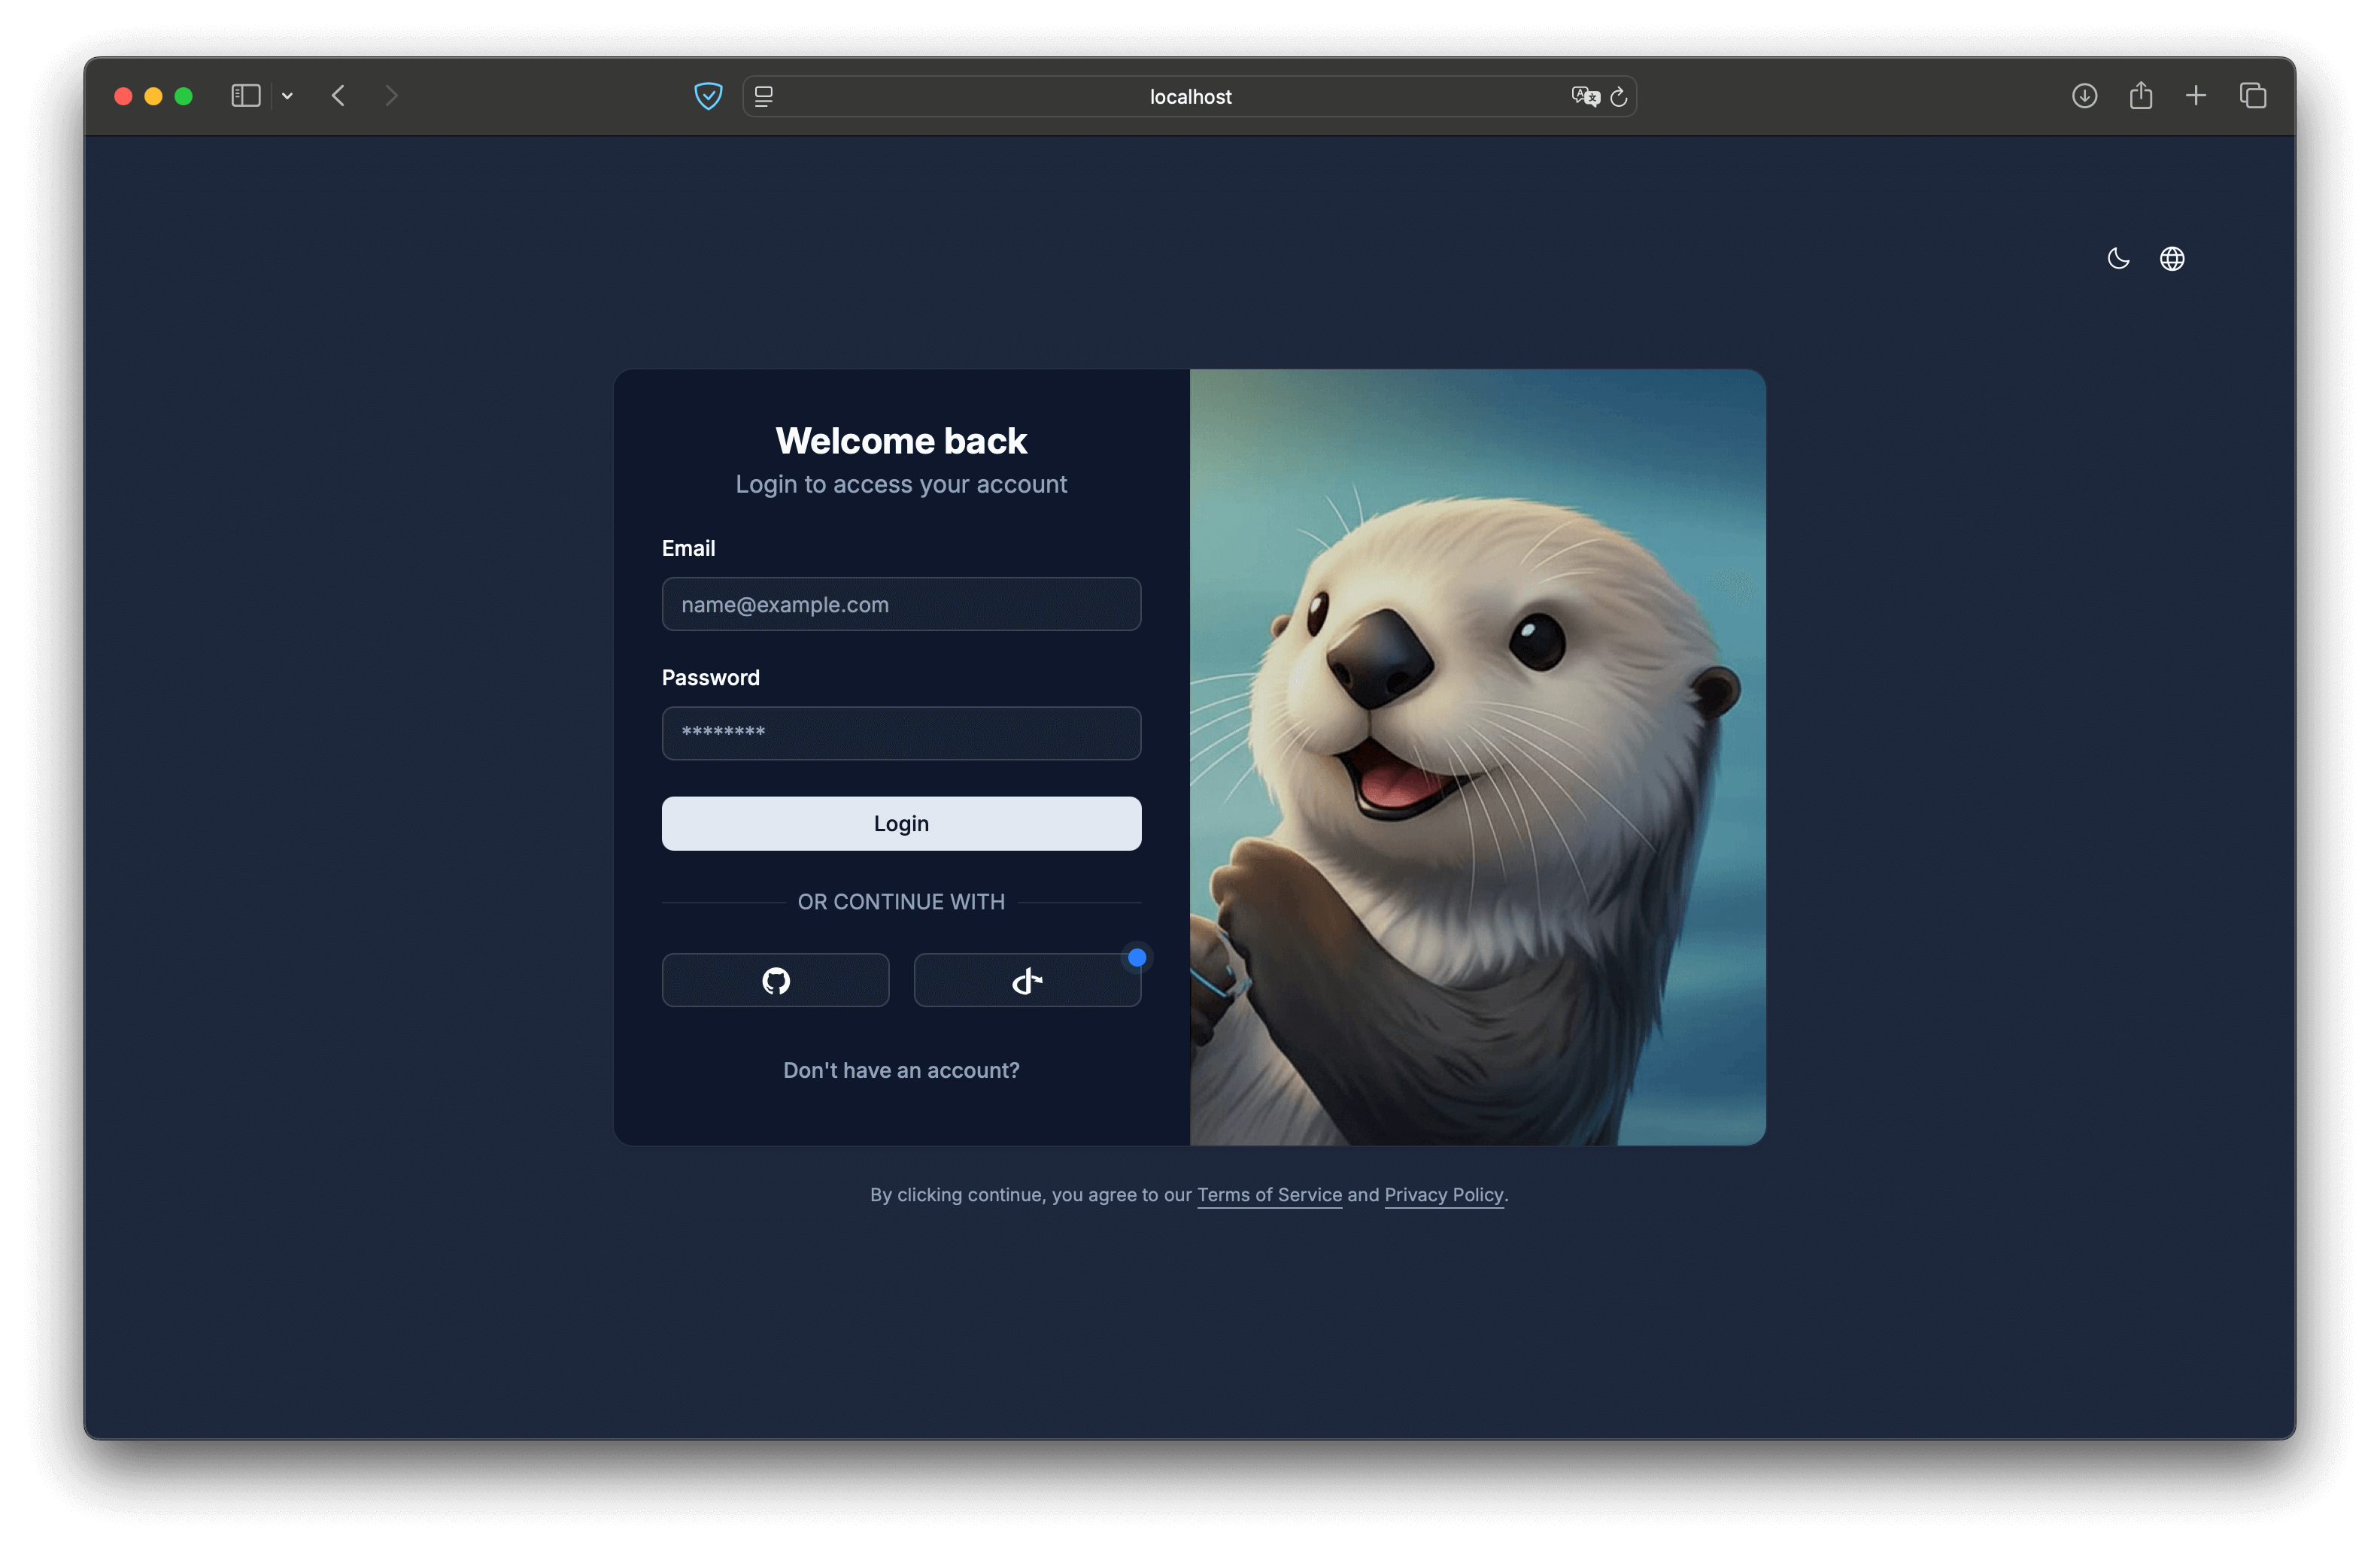 localhost
Welcome back
Login to access your account
Email
name@example.com
Password
********
Login
OR CONTINUE WITH
Don't have an account?
By clicking continue, you agree to our Terms of Service and Privacy Policy.